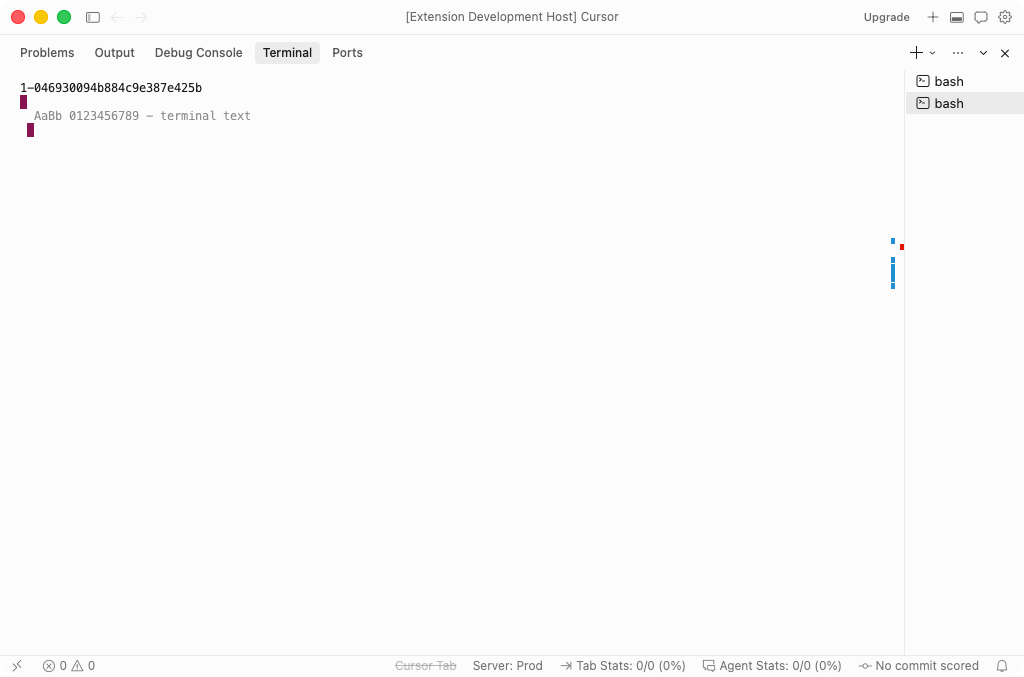 [Extension Development Host] Cursor
Upgrade
Problems
Output
Debug Console
Terminal
Ports
1-046930094b884c9e387e425b
AaBb 0123456789 – terminal text
bash
bash
0
0
Cursor Tab
Server: Prod
Tab Stats: 0/0 (0%)
Agent Stats: 0/0 (0%)
No commit scored